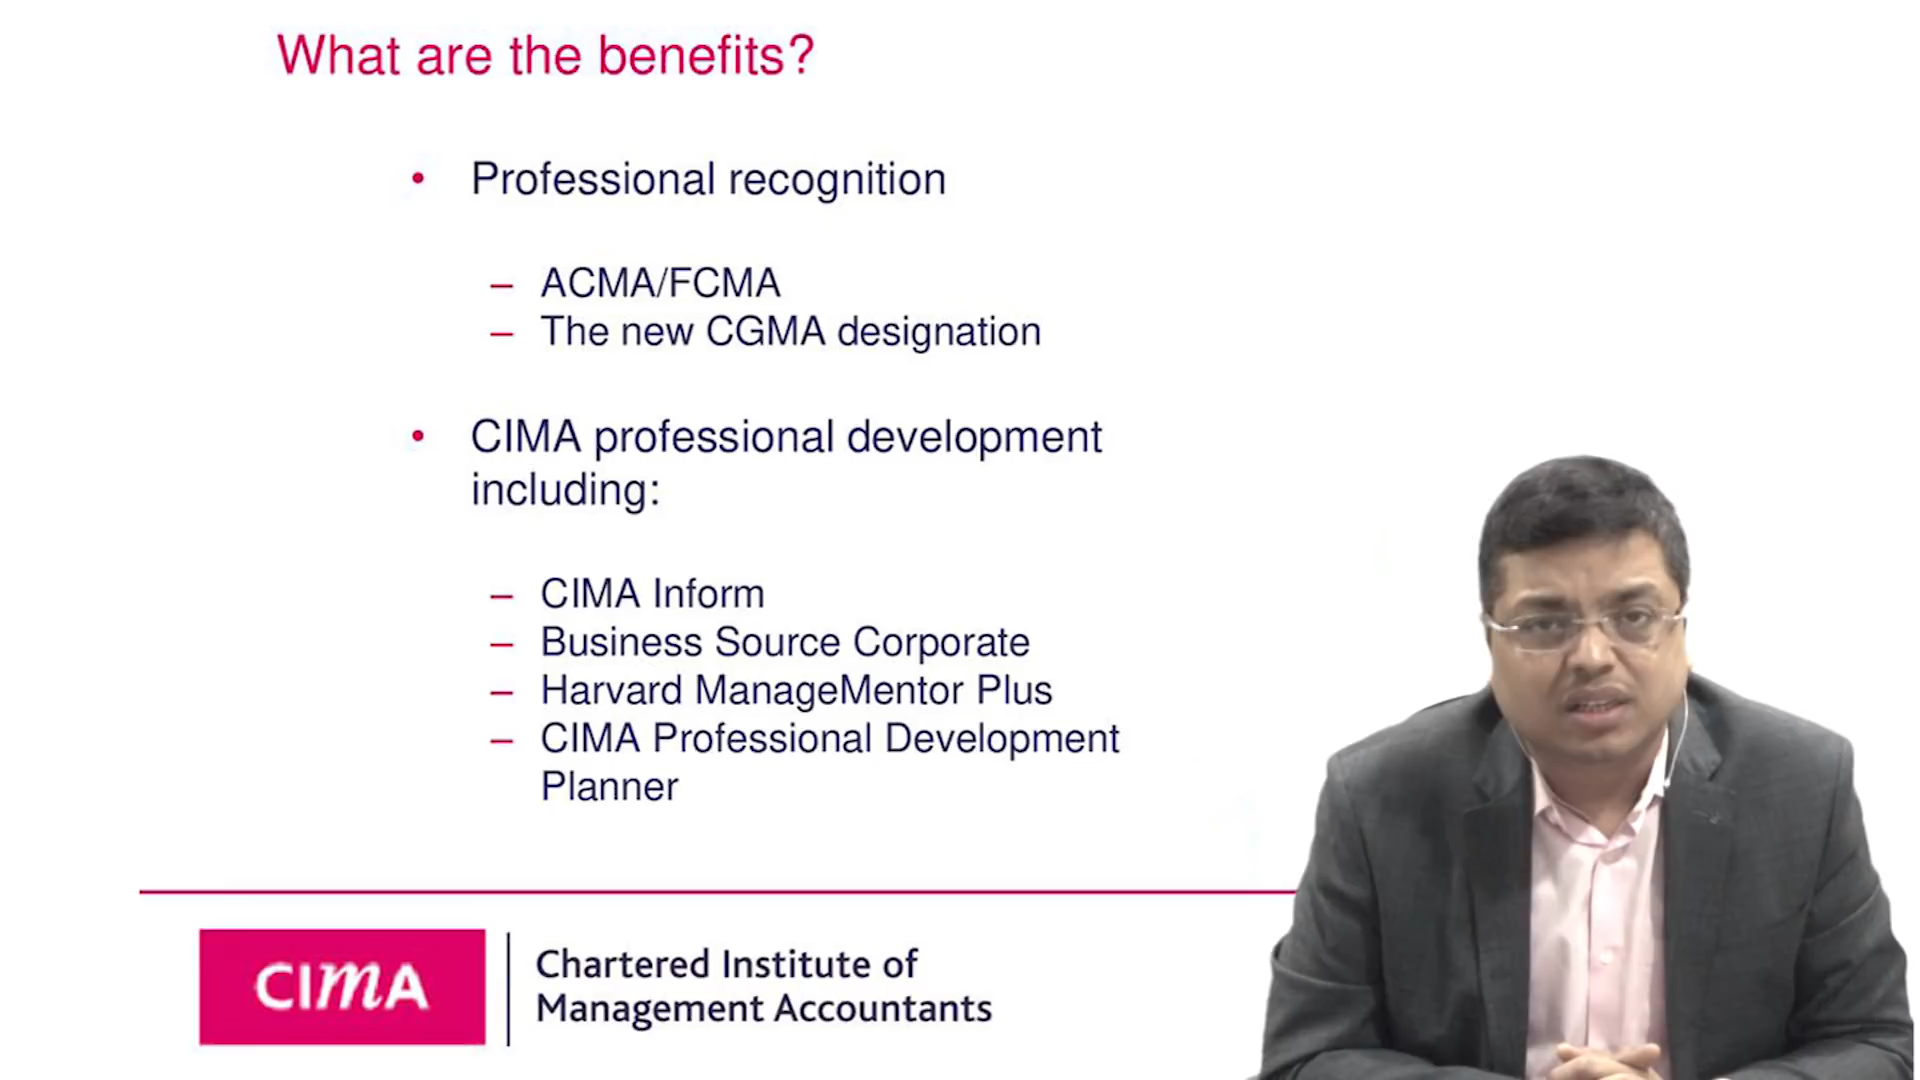 What are the benefits?
• Professional recognition
– ACMA/FCMA
– The new CGMA designation
• CIMA professional development
including:
– CIMA Inform
– Business Source Corporate
– Harvard ManageMentor Plus
– CIMA Professional Development
Planner
CIMA
Chartered Institute of
Management Accountants